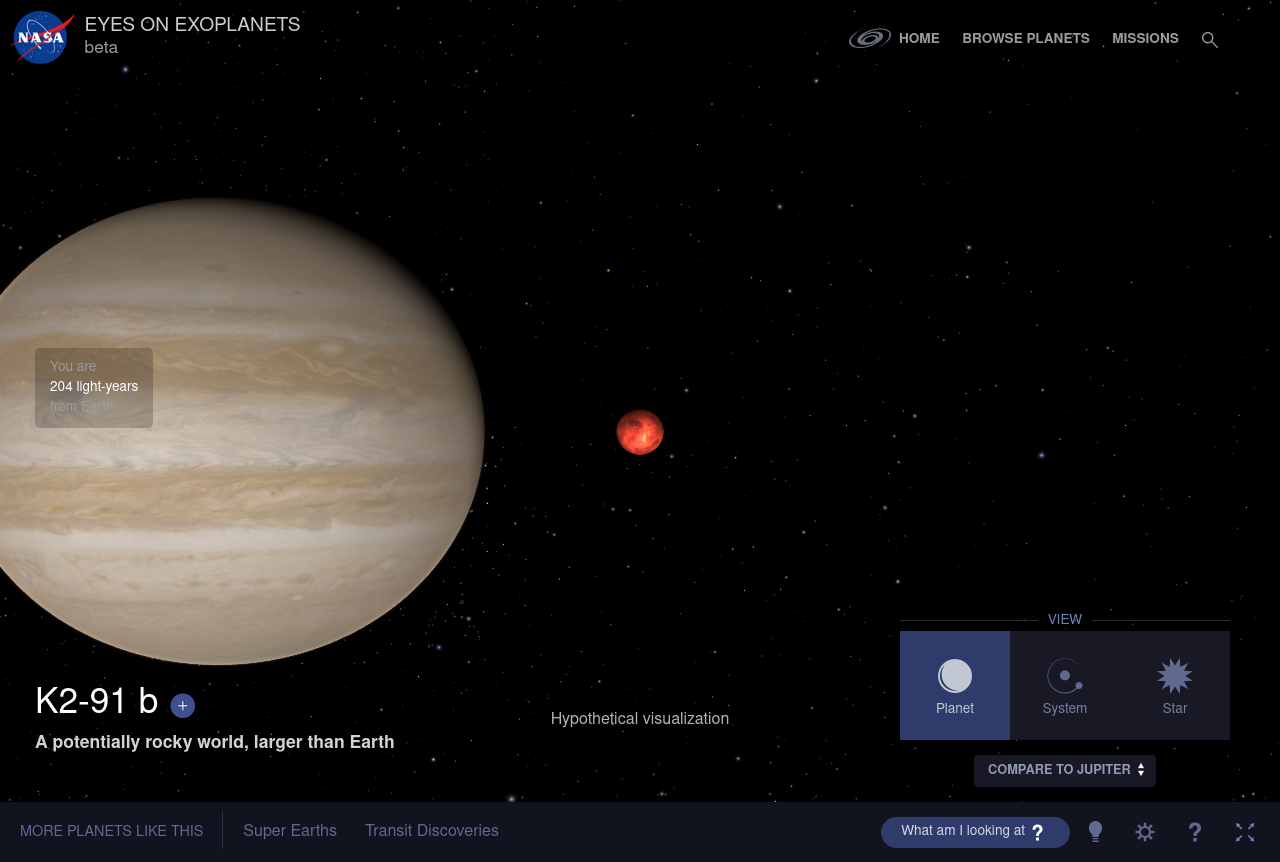 NASA
EYES ON EXOPLANETS
beta
HOME
BROWSE PLANETS
MISSIONS
You are
204 light-years
from Earth
K2-91 b +
A potentially rocky world, larger than Earth
Hypothetical visualization
VIEW
Planet
System
Star
COMPARE TO JUPITER
MORE PLANETS LIKE THIS
Super Earths
Transit Discoveries
What am I looking at ?
?